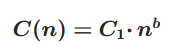 C(n) = C₁· nᵇ